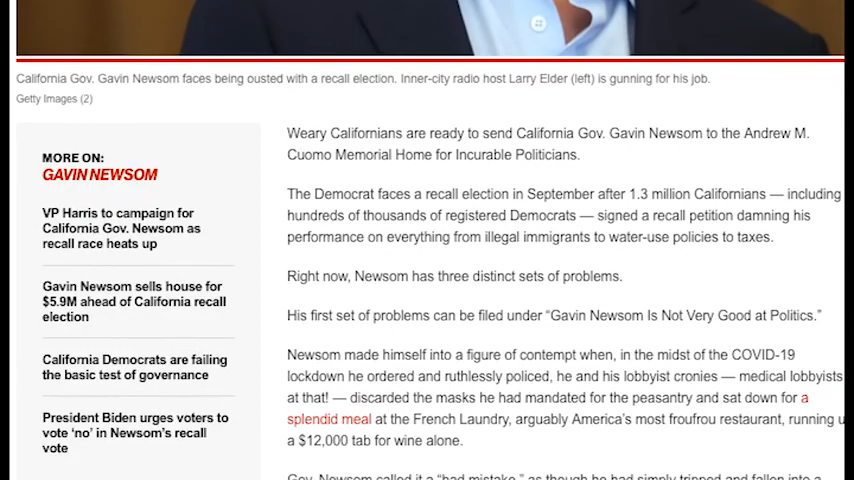 California Gov. Gavin Newsom faces being ousted with a recall election. Inner-city radio host Larry Elder (left) is gunning for his job.
Getty Images (2)
MORE ON:
GAVIN NEWSOM
VP Harris to campaign for
California Gov. Newsom as
recall race heats up
Gavin Newsom sells house for
$5.9M ahead of California recall
election
California Democrats are failing
the basic test of governance
President Biden urges voters to
vote ‘no’ in Newsom’s recall
vote
Weary Californians are ready to send California Gov. Gavin Newsom to the Andrew M.
Cuomo Memorial Home for Incurable Politicians.
The Democrat faces a recall election in September after 1.3 million Californians — including
hundreds of thousands of registered Democrats — signed a recall petition damning his
performance on everything from illegal immigrants to water-use policies to taxes.
Right now, Newsom has three distinct sets of problems.
His first set of problems can be filed under “Gavin Newsom Is Not Very Good at Politics.”
Newsom made himself into a figure of contempt when, in the midst of the COVID-19
lockdown he ordered and ruthlessly policed, he and his lobbyist cronies — medical lobbyists
at that! — discarded the masks he had mandated for the peasantry and sat down for a
splendid meal at the French Laundry, arguably America’s most froufrou restaurant, running
a $12,000 tab for wine alone.
Gov. Newsom called it a “bad mistake,” as though he had simply tripped and fallen into a